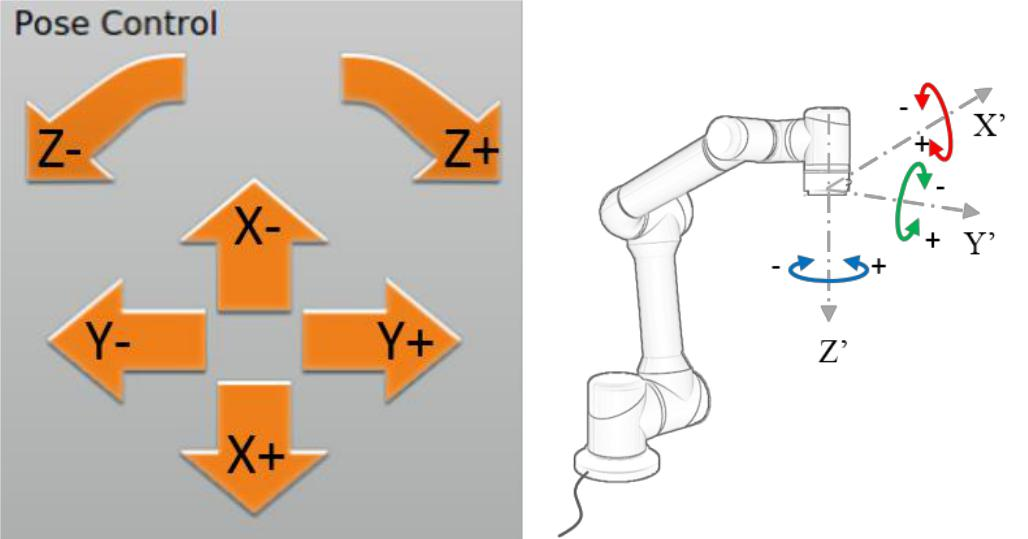 Pose Control
Z-
Z+
X-
Y-
Y+
X+
-
+
X'
-
+
Y'
-
+
Z'